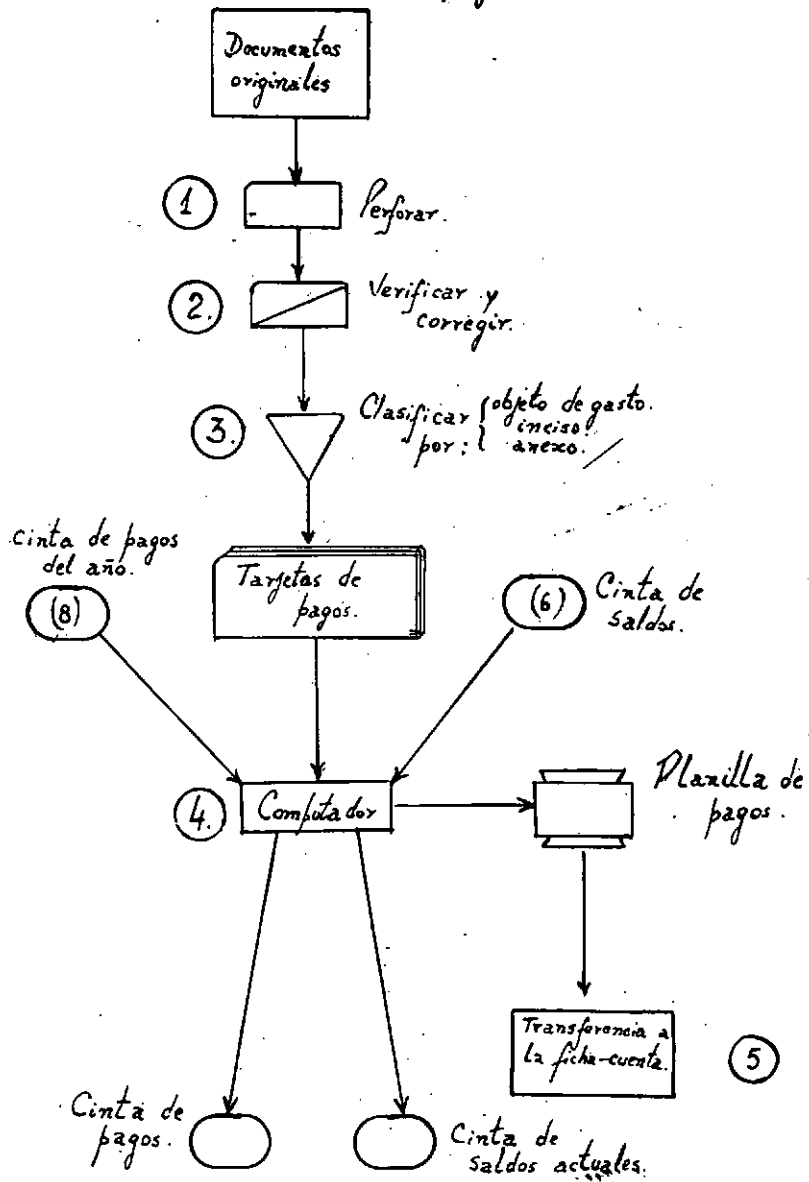 Documentos
originales
1
Perforar.
2.
Verificar y
corregir.
3.
Clasificar { objeto de gasto.
inciso.
por: { anexo.
cinta de pagos
del año.
(8)
Tarjetas de
pagos.
(6)
Cinta de
saldos.
4.
Computador
Planilla de
pagos.
Transferencia a
la ficha-cuenta.
5
Cinta de
pagos.
Cinta de
saldos actuales.